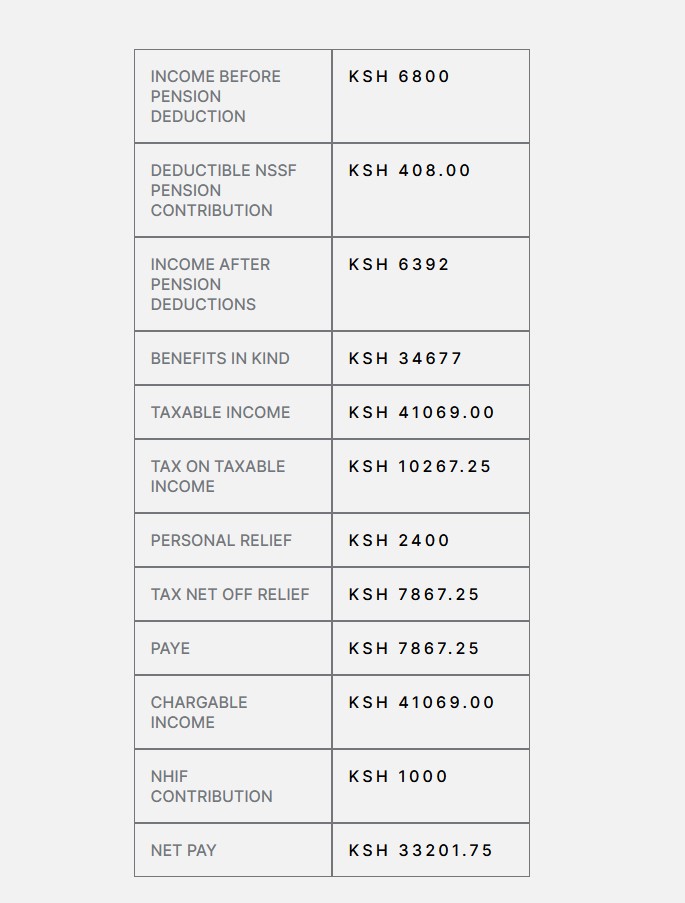 INCOME BEFORE
PENSION
DEDUCTION
KSH 6800
DEDUCTIBLE NSSF
PENSION
CONTRIBUTION
KSH 408.00
INCOME AFTER
PENSION
DEDUCTIONS
KSH 6392
BENEFITS IN KIND
KSH 34677
TAXABLE INCOME
KSH 41069.00
TAX ON TAXABLE
INCOME
KSH 10267.25
PERSONAL RELIEF
KSH 2400
TAX NET OFF RELIEF
KSH 7867.25
PAYE
KSH 7867.25
CHARGABLE
INCOME
KSH 41069.00
NHIF
CONTRIBUTION
KSH 1000
NET PAY
KSH 33201.75